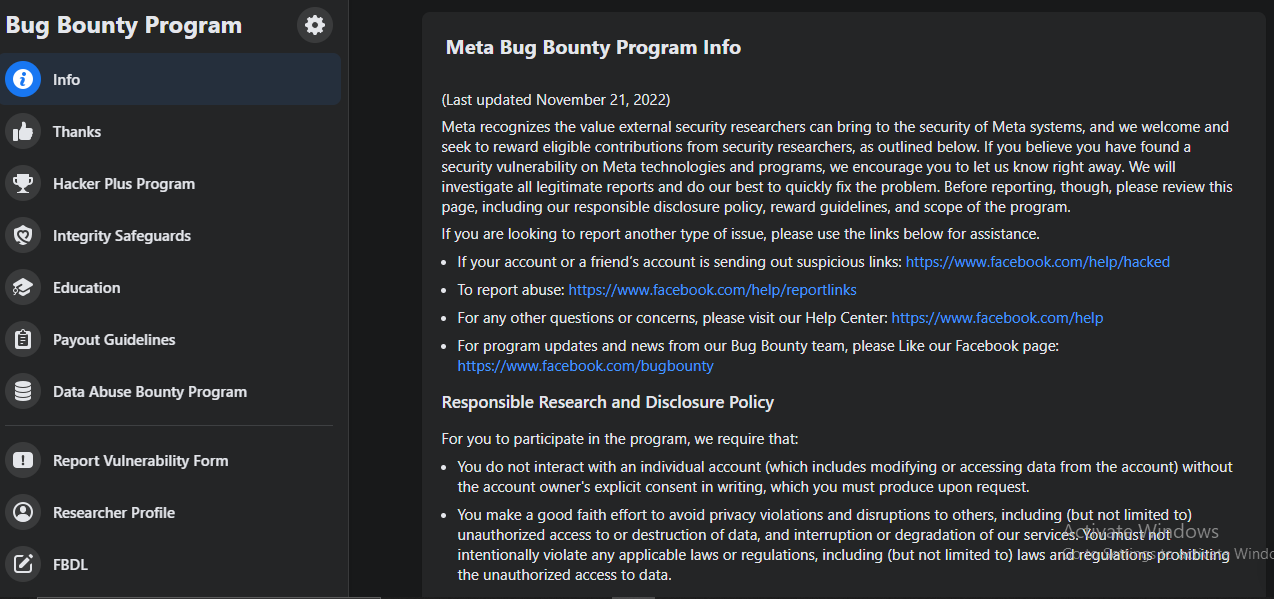 Bug Bounty Program
Info
Thanks
Hacker Plus Program
Integrity Safeguards
Education
Payout Guidelines
Data Abuse Bounty Program
Report Vulnerability Form
Researcher Profile
FBDL
Meta Bug Bounty Program Info
(Last updated November 21, 2022)
Meta recognizes the value external security researchers can bring to the security of Meta systems, and we welcome and
seek to reward eligible contributions from security researchers, as outlined below. If you believe you have found a
security vulnerability on Meta technologies and programs, we encourage you to let us know right away. We will
investigate all legitimate reports and do our best to quickly fix the problem. Before reporting, though, please review this
page, including our responsible disclosure policy, reward guidelines, and scope of the program.
If you are looking to report another type of issue, please use the links below for assistance.
• If your account or a friend's account is sending out suspicious links: https://www.facebook.com/help/hacked
• To report abuse: https://www.facebook.com/help/reportlinks
• For any other questions or concerns, please visit our Help Center: https://www.facebook.com/help
• For program updates and news from our Bug Bounty team, please Like our Facebook page:
https://www.facebook.com/bugbounty
Responsible Research and Disclosure Policy
For you to participate in the program, we require that:
• You do not interact with an individual account (which includes modifying or accessing data from the account) without
the account owner's explicit consent in writing, which you must produce upon request.
• You make a good faith effort to avoid privacy violations and disruptions to others, including (but not limited to)
unauthorized access to or destruction of data, and interruption or degradation of our services. You must not
intentionally violate any applicable laws or regulations, including (but not limited to) laws and regulations prohibiting
the unauthorized access to data.
Activate Windows
Go to Settings to activate